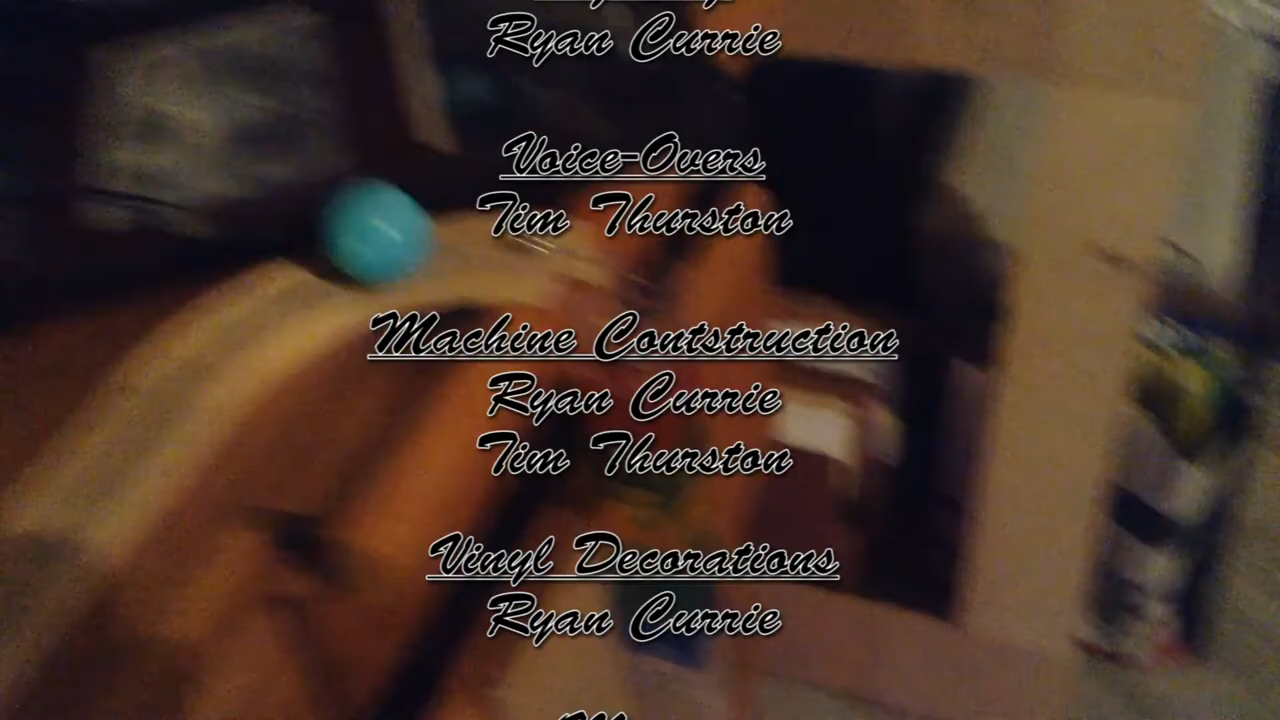 Ryan Currie
Voice-Overs
Tim Thurston
Machine Contstruction
Ryan Currie
Tim Thurston
Vinyl Decorations
Ryan Currie